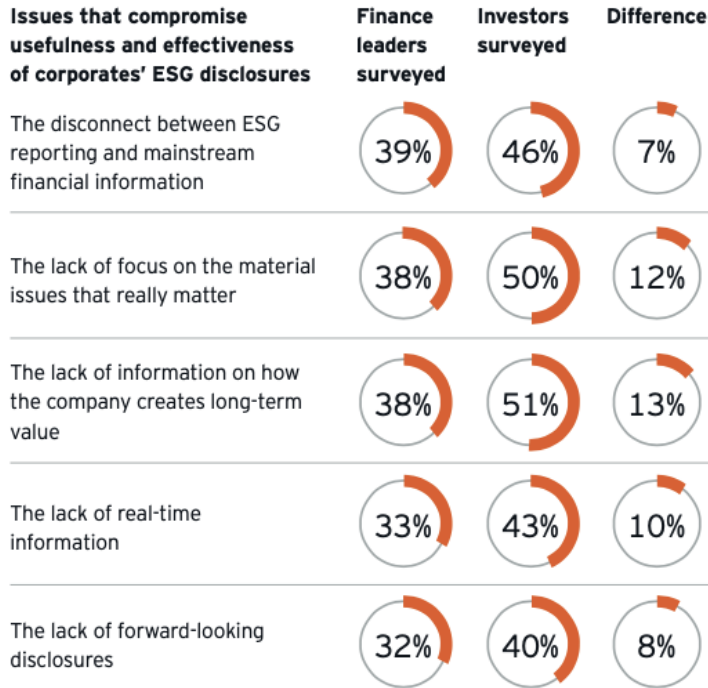 Issues that compromise
usefulness and effectiveness
of corporates’ ESG disclosures
Finance
leaders
surveyed
Investors
surveyed
Difference
The disconnect between ESG
reporting and mainstream
financial information
39%
46%
7%
The lack of focus on the material
issues that really matter
38%
50%
12%
The lack of information on how
the company creates long-term
value
38%
51%
13%
The lack of real-time
information
33%
43%
10%
The lack of forward-looking
disclosures
32%
40%
8%